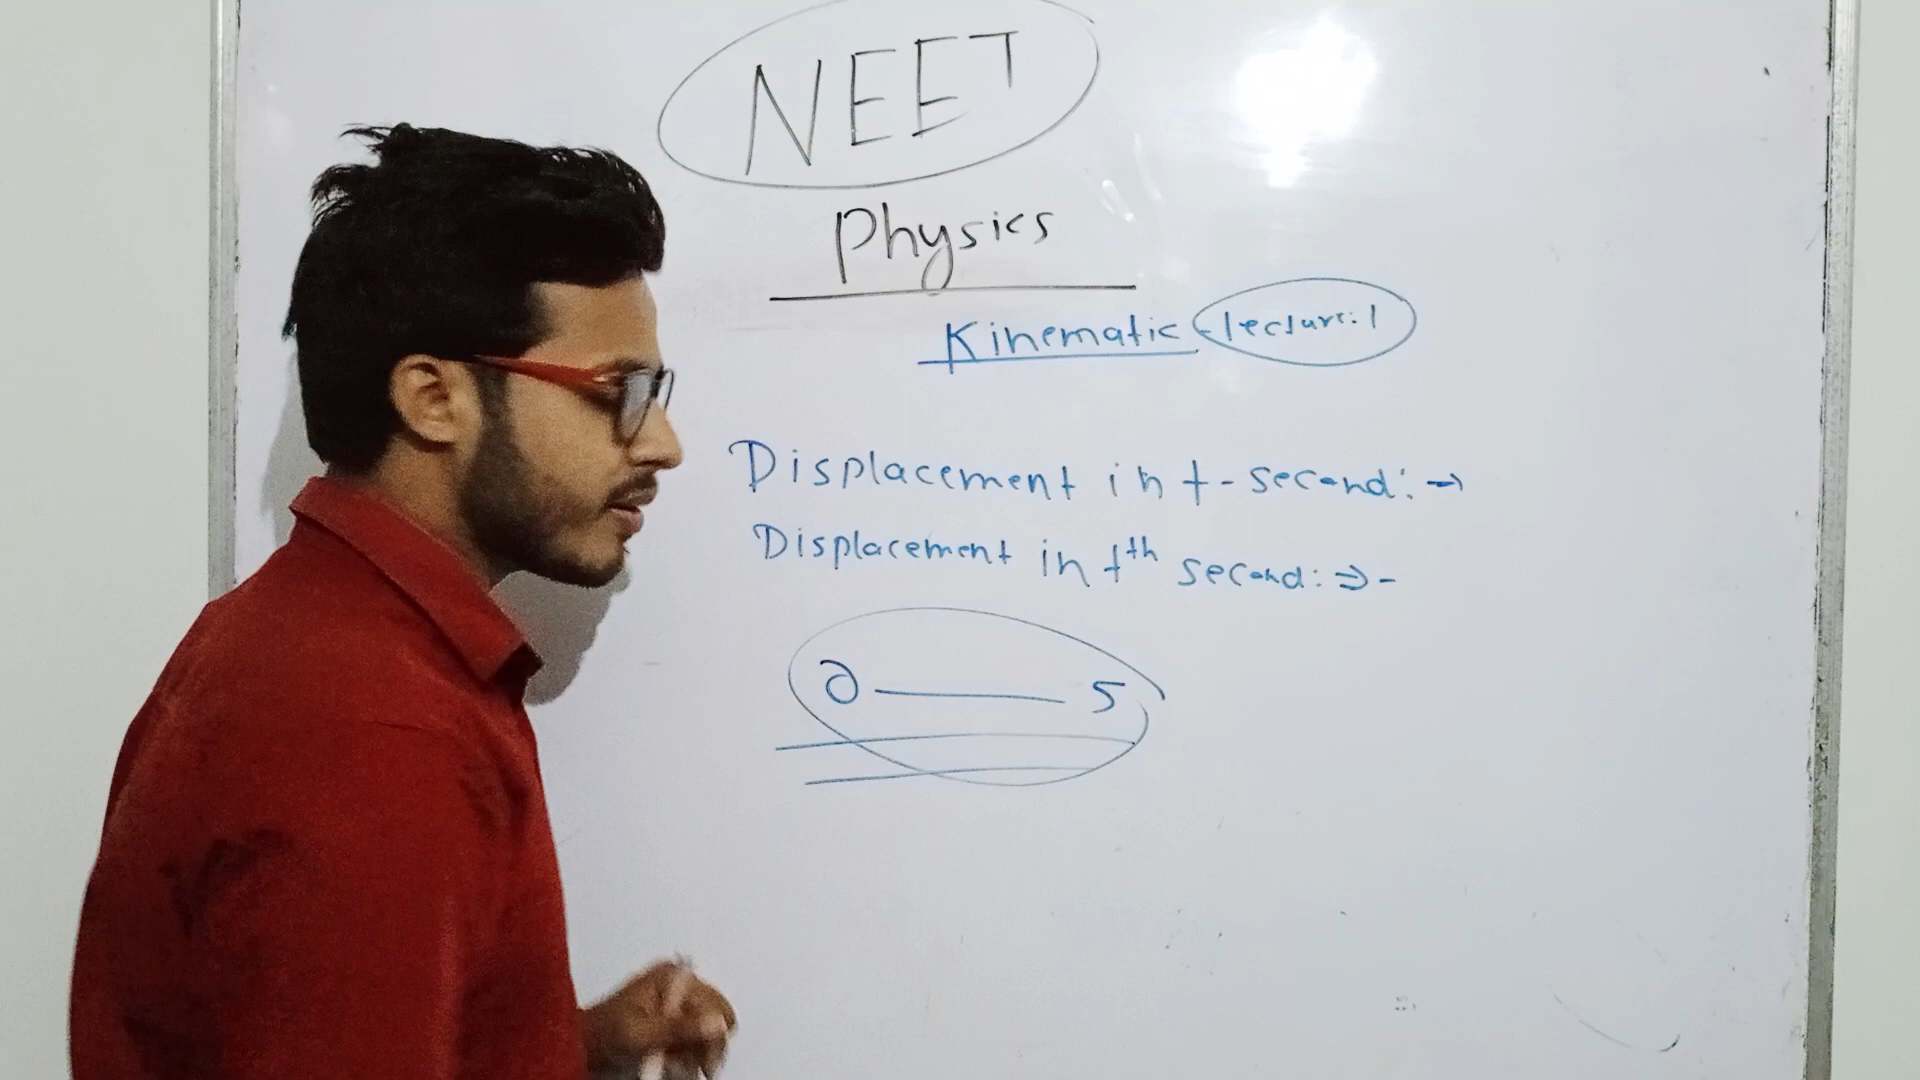 NEET
Physics
Kinematic - lecture: 1
Displacement in t - second: →
Displacement in tth second: ⇒ -
0 — 5